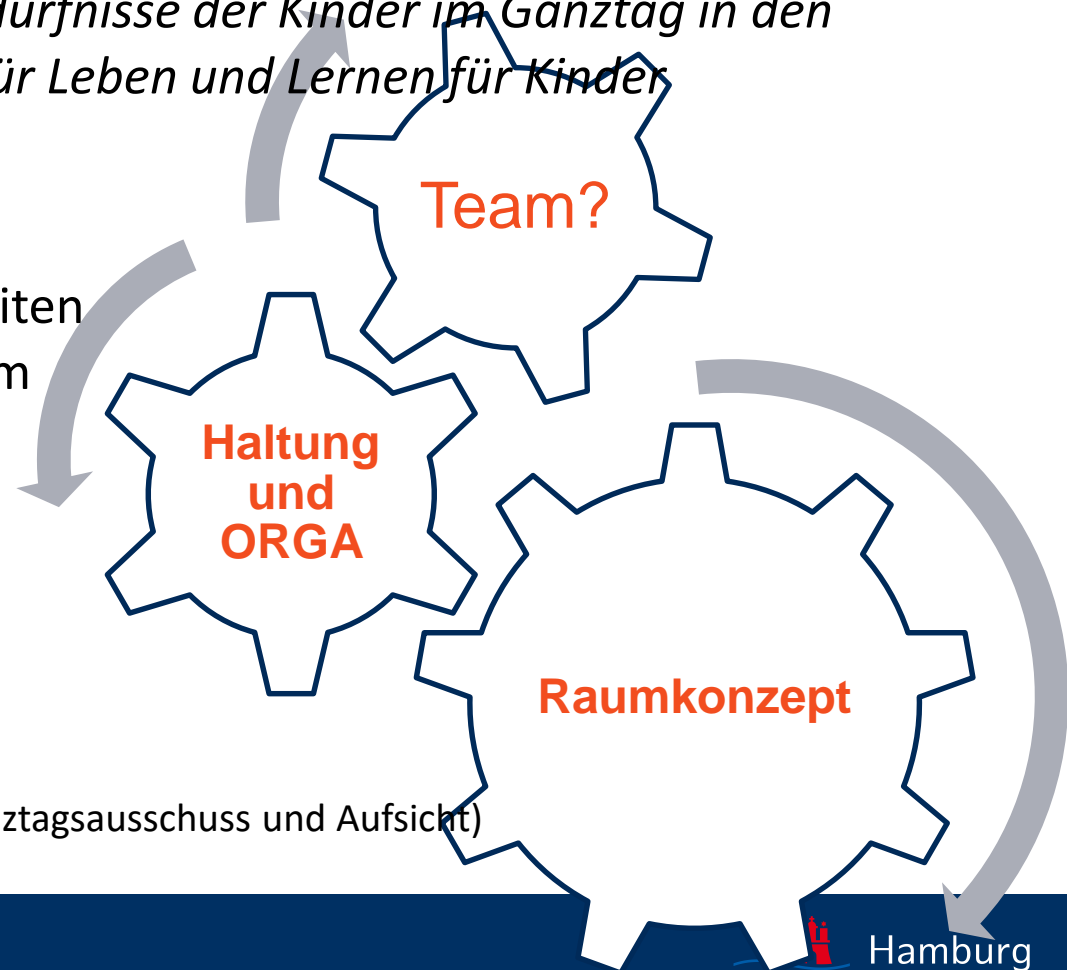 dürfnisse der Kinder im Ganztag in den
ür Leben und Lernen für Kinder
Team?
iten
m
Haltung
und
ORGA
Raumkonzept
ztagsausschuss und Aufsicht)
Hamburg